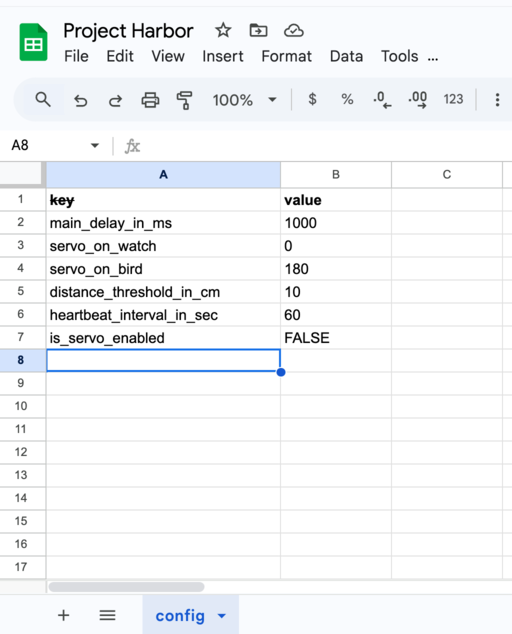 Project Harbor
File Edit View Insert Format Data Tools ...
100% $ % .0 .00 123
A8 fx
A B C
1 key value
2 main_delay_in_ms 1000
3 servo_on_watch 0
4 servo_on_bird 180
5 distance_threshold_in_cm 10
6 heartbeat_interval_in_sec 60
7 is_servo_enabled FALSE
8
9
10
11
12
13
14
15
16
17
config